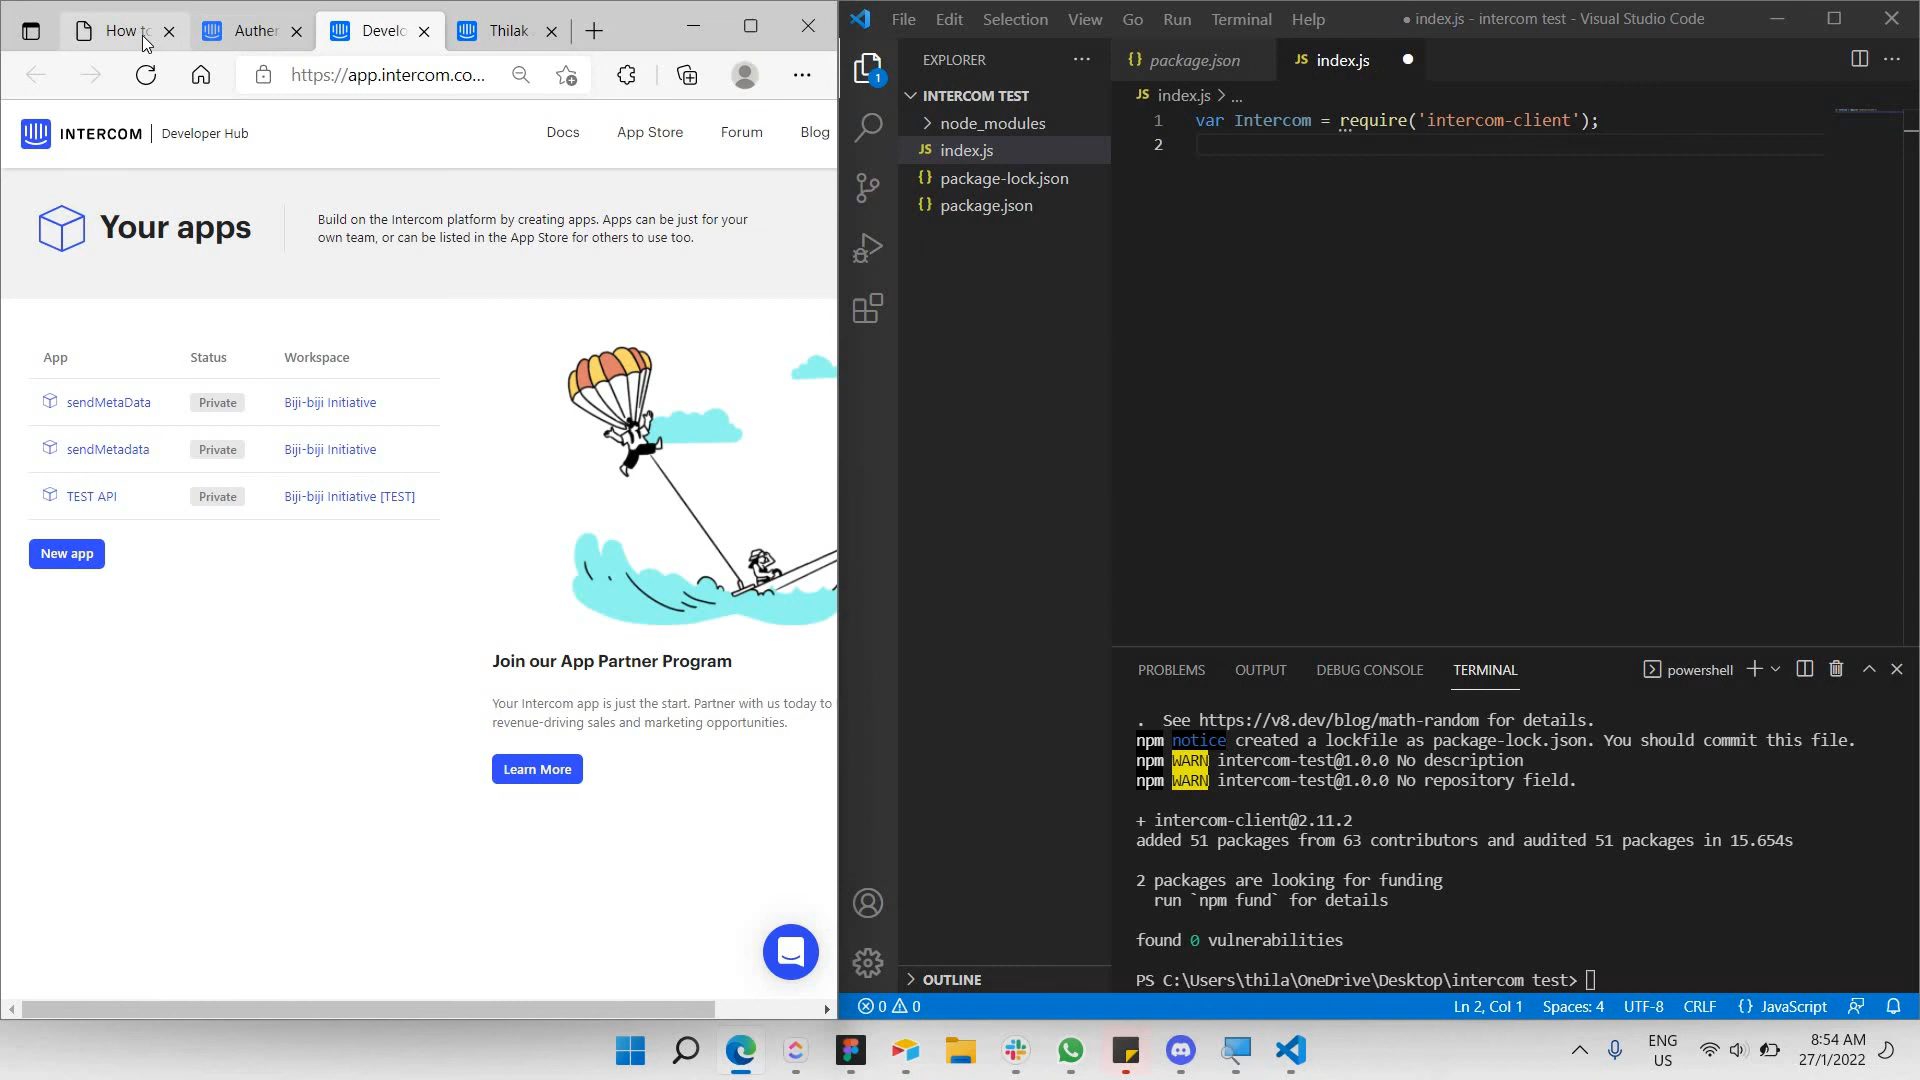 How to
Auther
Develo
Thilak
https://app.intercom.co...
INTERCOM
Developer Hub
Docs
App Store
Forum
Blog
Your apps
Build on the Intercom platform by creating apps. Apps can be just for your
own team, or can be listed in the App Store for others to use too.
App
Status
Workspace
sendMetaData
Private
Biji-biji Initiative
sendMetadata
Private
Biji-biji Initiative
TEST API
Private
Biji-biji Initiative [TEST]
New app
Join our App Partner Program
Your Intercom app is just the start. Partner with us today to
revenue-driving sales and marketing opportunities.
Learn More
File
Edit
Selection
View
Go
Run
Terminal
Help
● index.js - intercom test - Visual Studio Code
1
EXPLORER
INTERCOM TEST
node_modules
JS index.js
{} package-lock.json
{} package.json
OUTLINE
{} package.json
JS index.js
JS index.js > ...
1 var Intercom = require('intercom-client');
2
PROBLEMS
OUTPUT
DEBUG CONSOLE
TERMINAL
powershell
. See https://v8.dev/blog/math-random for details.
npm notice created a lockfile as package-lock.json. You should commit this file.
npm WARN intercom-test@1.0.0 No description
npm WARN intercom-test@1.0.0 No repository field.
+ intercom-client@2.11.2
added 51 packages from 63 contributors and audited 51 packages in 15.654s
2 packages are looking for funding
run `npm fund` for details
found 0 vulnerabilities
PS C:\Users\thila\OneDrive\Desktop\intercom test>
0
0
Ln 2, Col 1
Spaces: 4
UTF-8
CRLF
{} JavaScript
ENG
US
8:54 AM
27/1/2022